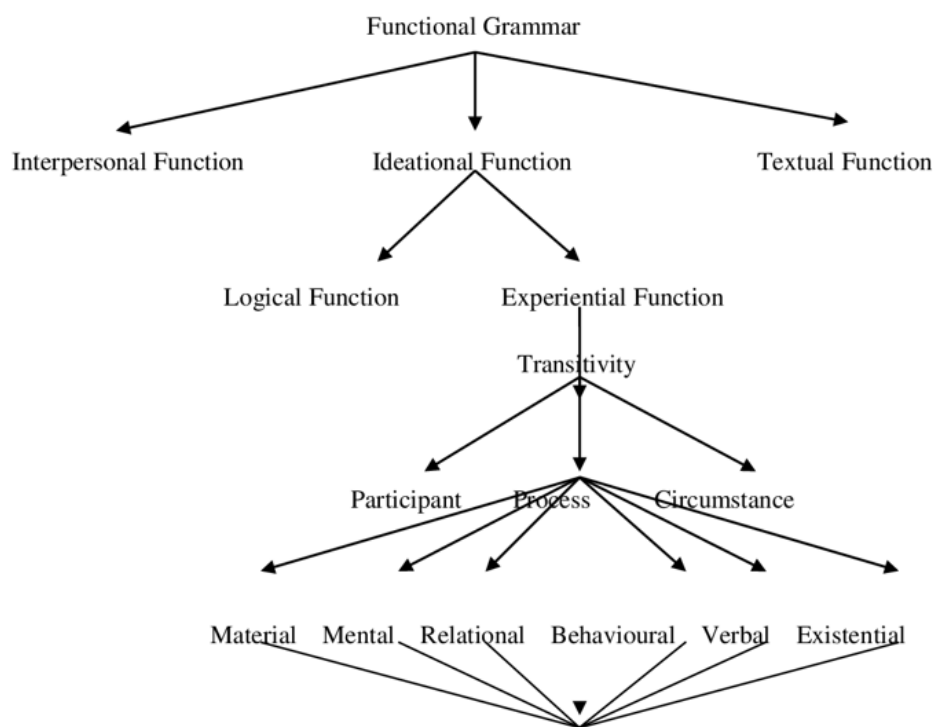 Functional Grammar
Interpersonal Function Ideational Function Textual Function
Logical Function Experiential Function
Transitivity
Participant Process Circumstance
Material Mental Relational Behavioural Verbal Existential